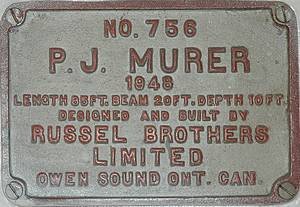 NO. 756
P.J. MURER
1948
LENGTH 65FT. BEAM 20FT. DEPTH 10FT.
DESIGNED AND BUILT BY
RUSSEL BROTHERS
LIMITED
OWEN SOUND ONT. CAN.